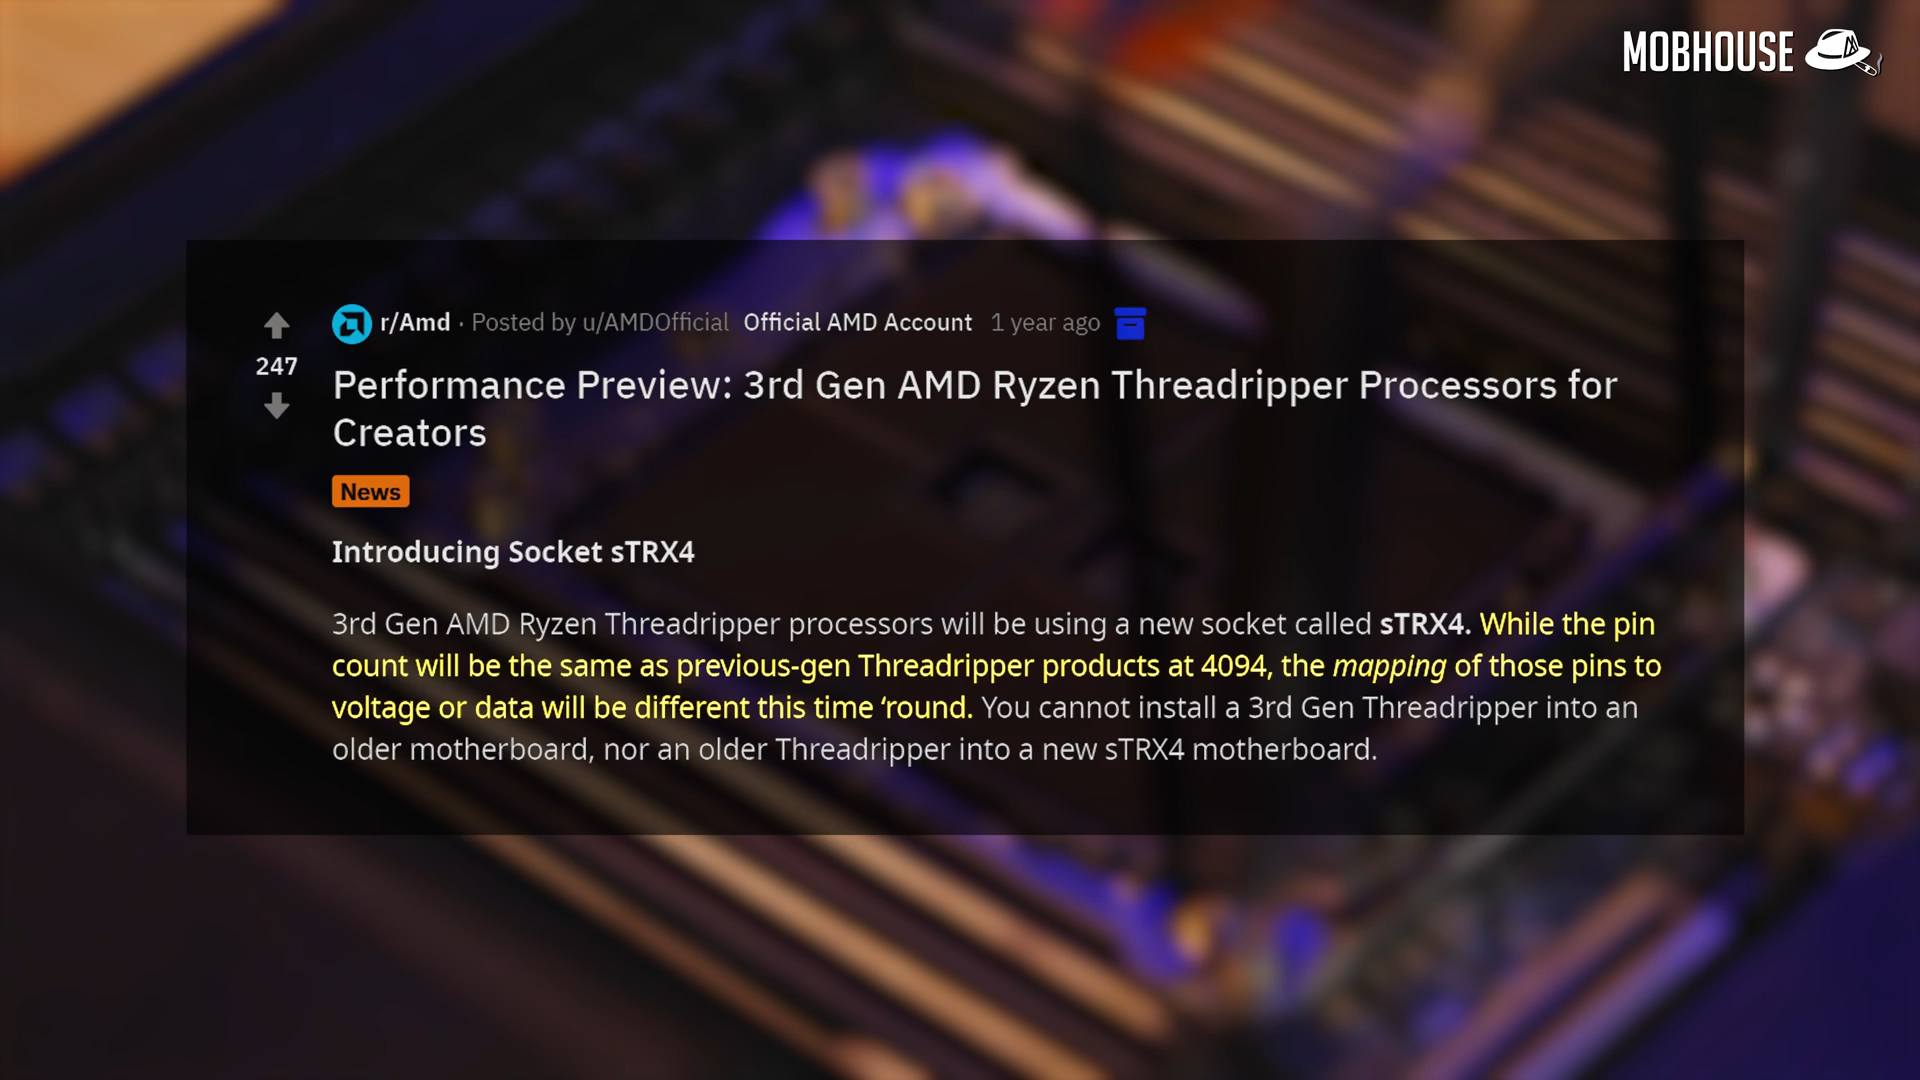 MOBHOUSE
r/Amd · Posted by u/AMDOfficial Official AMD Account 1 year ago
247
Performance Preview: 3rd Gen AMD Ryzen Threadripper Processors for
Creators
News
Introducing Socket sTRX4
3rd Gen AMD Ryzen Threadripper processors will be using a new socket called sTRX4. While the pin
count will be the same as previous-gen Threadripper products at 4094, the mapping of those pins to
voltage or data will be different this time ‘round. You cannot install a 3rd Gen Threadripper into an
older motherboard, nor an older Threadripper into a new sTRX4 motherboard.